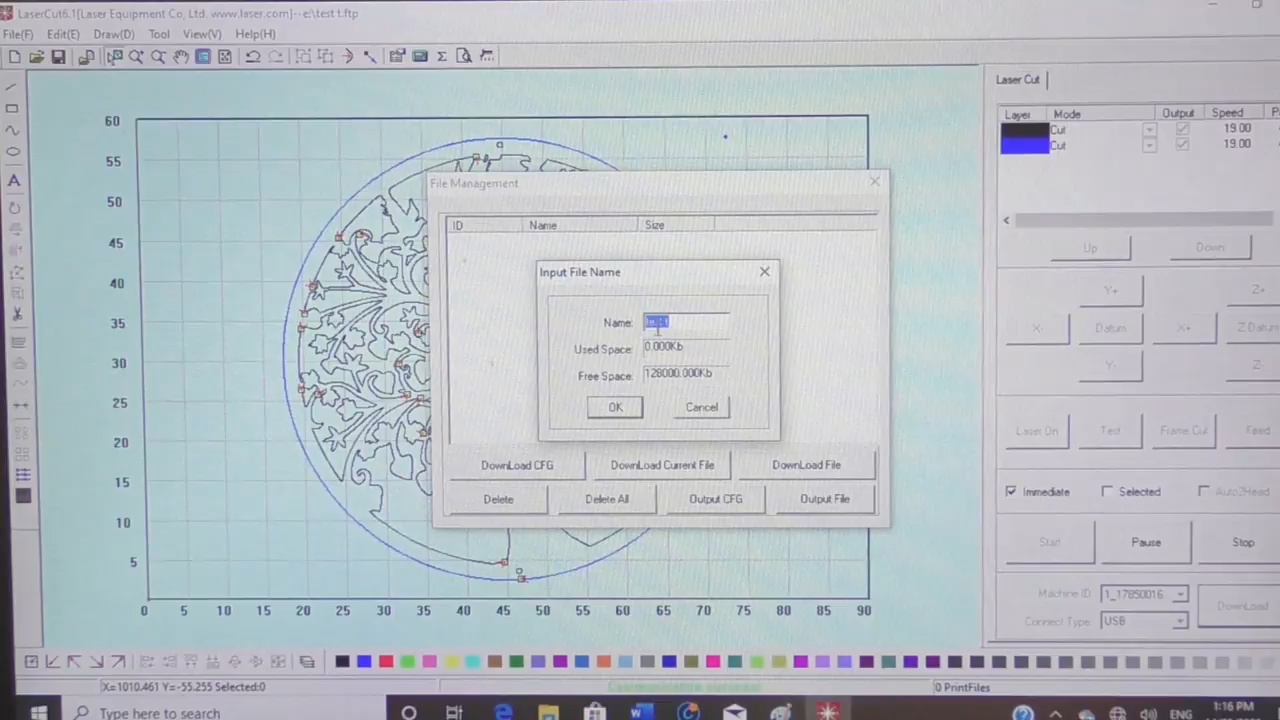 LaserCut6.1[Laser Equipment Co, Ltd. www.laser.com]--e\test t.ftp
File(F) Edit(E) Draw(D) Tool View(V) Help(H)
Laser Cut
Layer Mode Output Speed
Cut 19.00
Cut 19.00
60
55
50
45
40
35
30
25
20
15
10
5
0 5 10 15 20 25 30 35 40 45 50 55 60 65 70 75 80 85 90
File Management
ID Name Size
Input File Name
Name:
Used Space: 0.000Kb
Free Space: 128000.000Kb
OK Cancel
DownLoad CFG DownLoad Current File DownLoad File
Delete Delete All Output CFG Output File
Up Down
Y+ Z+
X- Datum X+ Z Datum
Y- Z-
Laser On Test Frame Cut Feed
Immediate Selected Auto2Head
Start Pause Stop
Machine ID 1_17850016
Connect Type: USB
DownLoad
X=1010.461 Y=-55.255 Selected:0
0 PrintFiles
Type here to search
ENG
1:16 PM